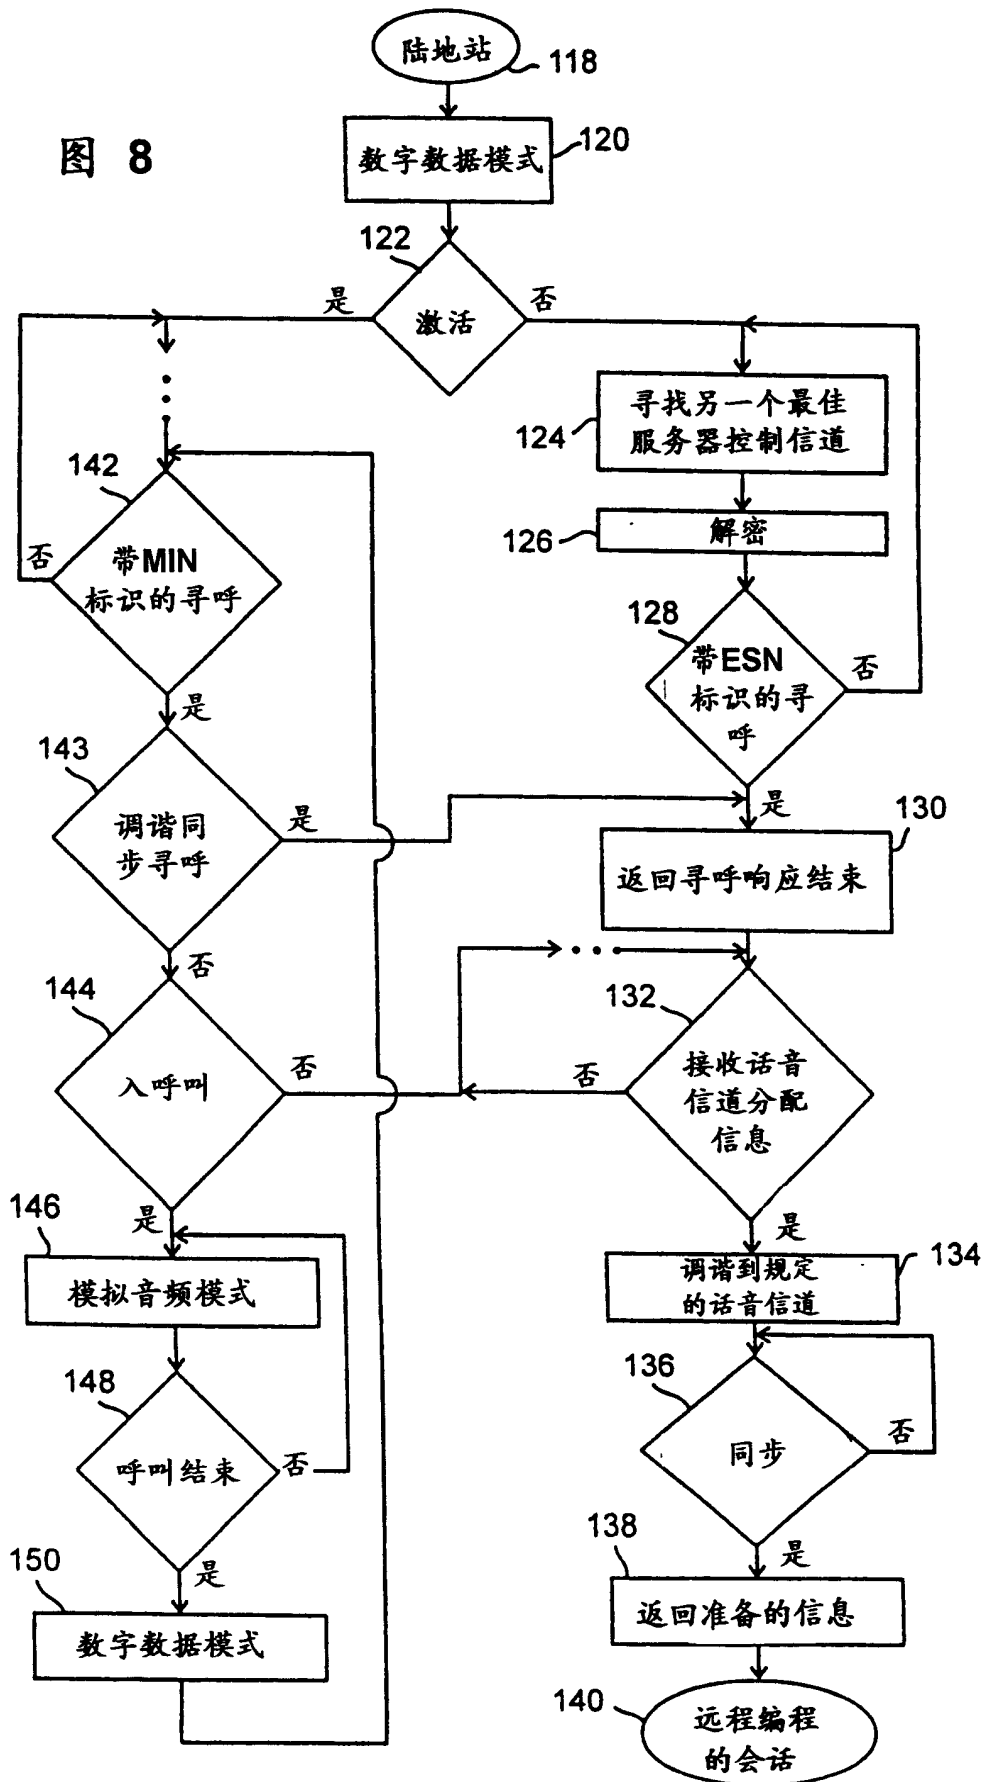 陆地站
118
图 8
数字数据模式
120
122
激活
是
否
寻找另一个最佳
服务器控制信道
124
解密
126
128
带ESN
标识的寻
呼
否
是
142
带MIN
标识的寻呼
否
是
143
调谐同
步寻呼
是
否
130
返回寻呼响应结束
144
入呼叫
否
是
132
接收话音
信道分配
信息
否
是
146
模拟音频模式
134
调谐到规定
的话音信道
148
呼叫结束
否
是
136
同步
否
是
150
数字数据模式
138
返回准备的信息
140
远程编程
的会话